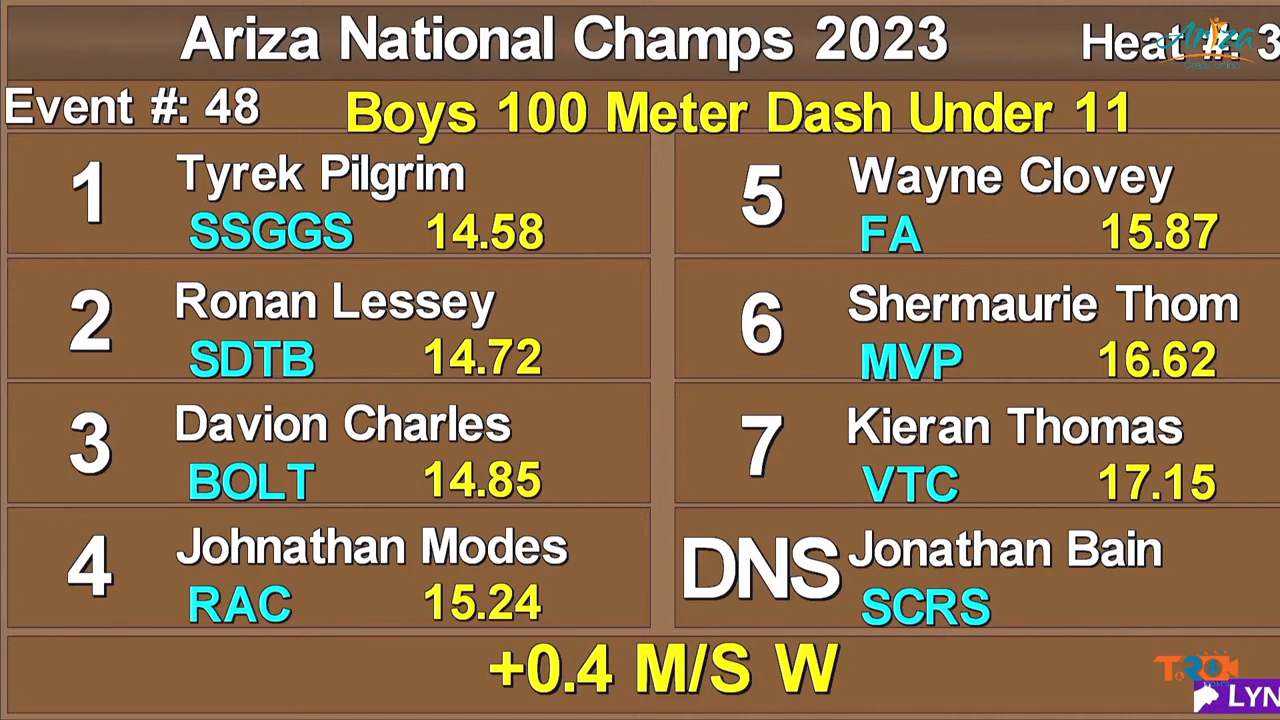 Ariza National Champs 2023
Heat #: 3
Event #: 48
Boys 100 Meter Dash Under 11
1 Tyrek Pilgrim
SSGGS 14.58
2 Ronan Lessey
SDTB 14.72
3 Davion Charles
BOLT 14.85
4 Johnathan Modes
RAC 15.24
5 Wayne Clovey
FA 15.87
6 Shermaurie Thom
MVP 16.62
7 Kieran Thomas
VTC 17.15
DNS Jonathan Bain
SCRS
+0.4 M/S W
Ariza
LYN